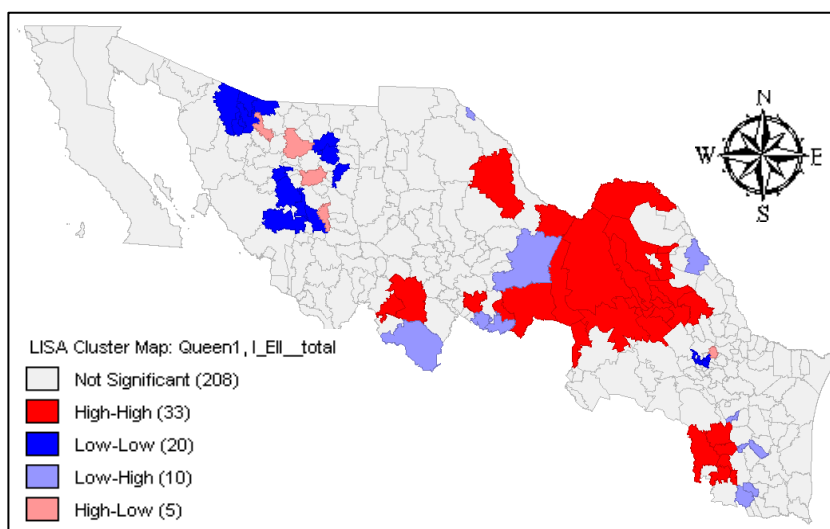 N
W E
S
LISA Cluster Map: Queen1, I_Ell__total
Not Significant (208)
High-High (33)
Low-Low (20)
Low-High (10)
High-Low (5)